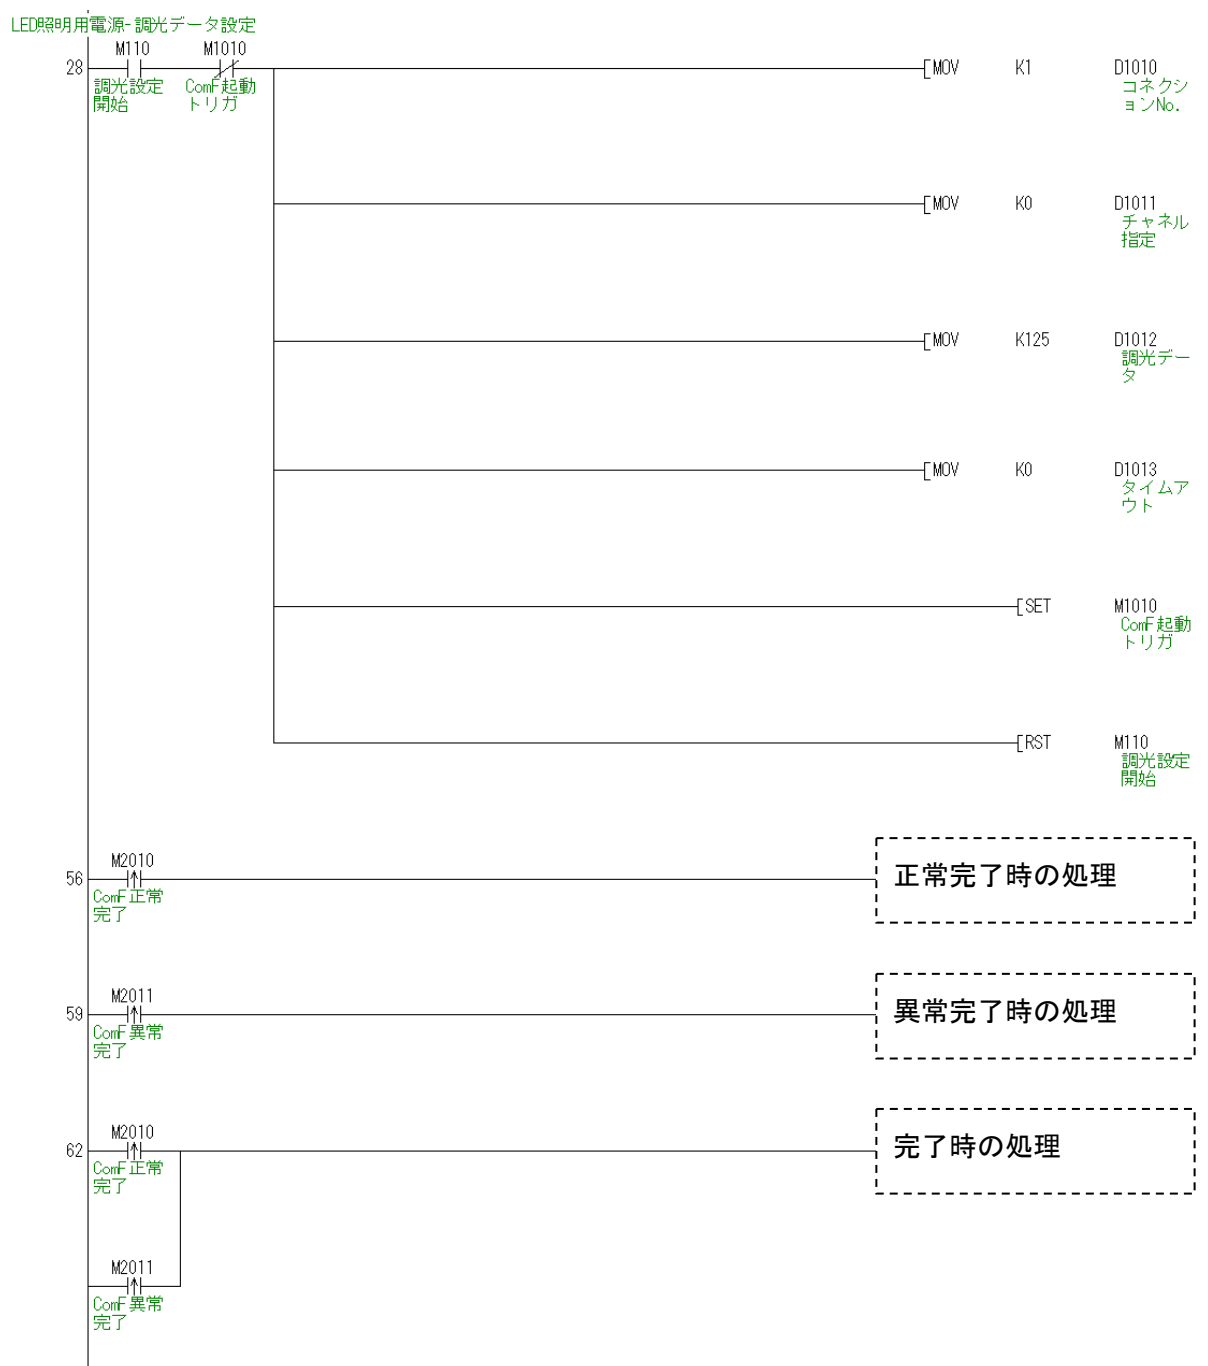 LED照明用電源-調光データ設定
M110 M1010
28 [MOV K1 D1010
調光設定 ComF起動 コネクシ
開始 トリガ ョンNo.
[MOV K0 D1011
チャネル
指定
[MOV K125 D1012
調光デー
タ
[MOV K0 D1013
タイムア
ウト
[SET M1010
ComF起動
トリガ
[RST M110
調光設定
開始
M2010
56 正常完了時の処理
ComF正常
完了
M2011
59 異常完了時の処理
ComF異常
完了
M2010
62 完了時の処理
ComF正常
完了
M2011
ComF異常
完了